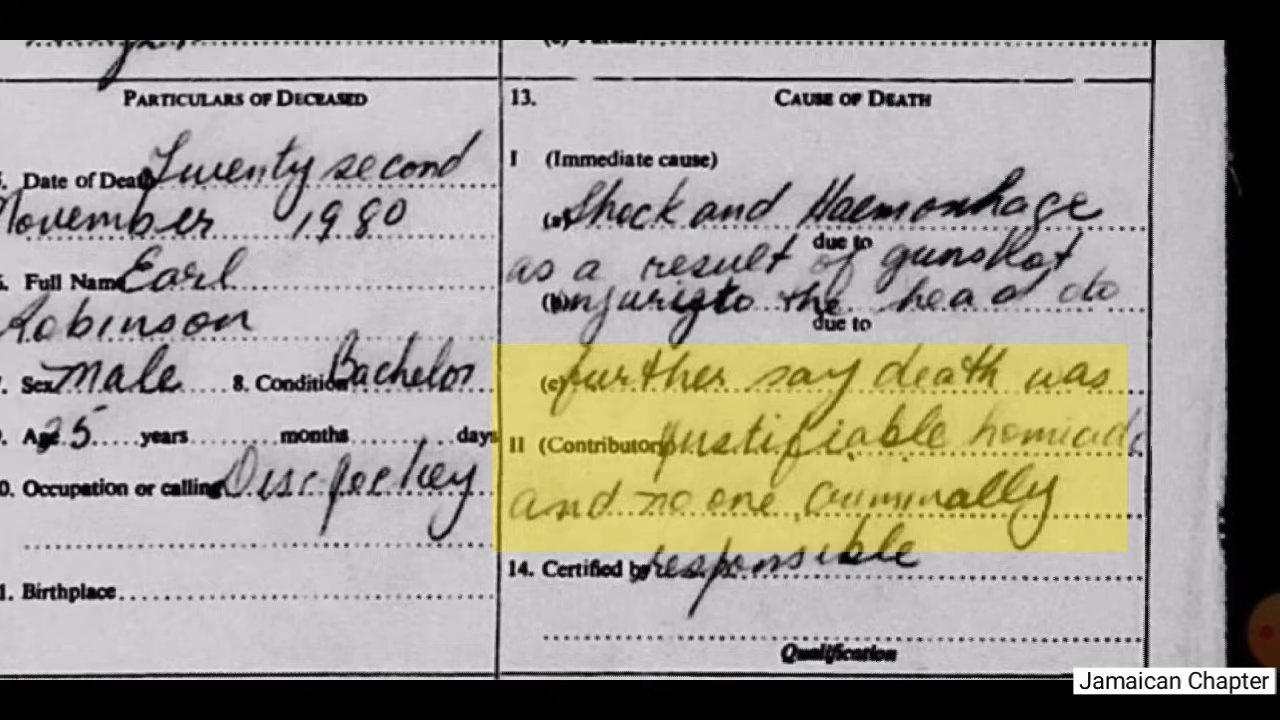 PARTICULARS OF DECEASED
Date of Death Twenty second
November 1980
Full Name Earl
Robinson
Sex Male 8. Condition Bachelor
Age 25 years months days
0. Occupation or calling Disc jockey
1. Birthplace
13. CAUSE OF DEATH
I (Immediate cause)
(a) Shock and Haemorrhage
due to
as a result of gunshot
(b) injury to the head do
due to
(c) further say death was
II (Contributory) justifiable homicide
and no one criminally
14. Certified by responsible
Qualification
Jamaican Chapter